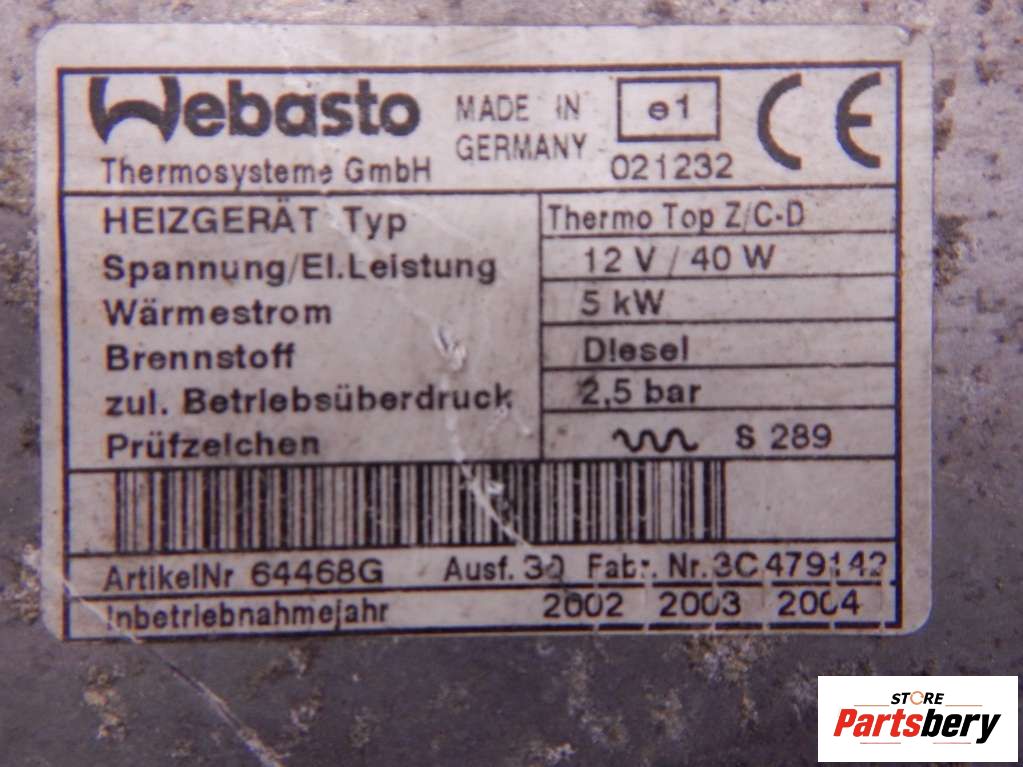 Webasto
Thermosysteme GmbH
MADE IN
GERMANY
e1
021232
CE
HEIZGERÄT Typ Thermo Top Z/C-D
Spannung/El.Leistung 12 V / 40 W
Wärmestrom 5 kW
Brennstoff Diesel
zul. Betriebsüberdruck 2,5 bar
Prüfzeichen S 289
ArtikelNr 64468G Ausf. 30 Fabr. Nr. 3C479142
Inbetriebnahmejahr 2002 2003 2004
STORE
Partsbery